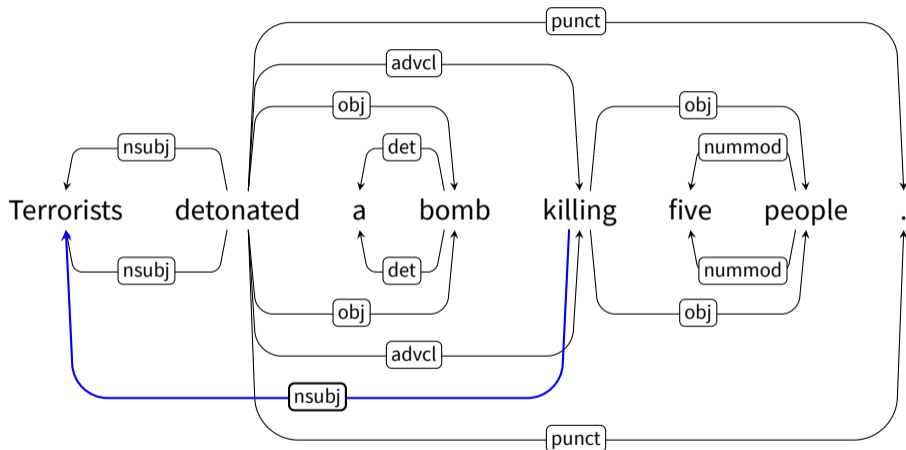 punct
advcl
obj obj
nsubj det nummod
Terrorists detonated a bomb killing five people .
nsubj det nummod
obj obj
advcl
nsubj
punct